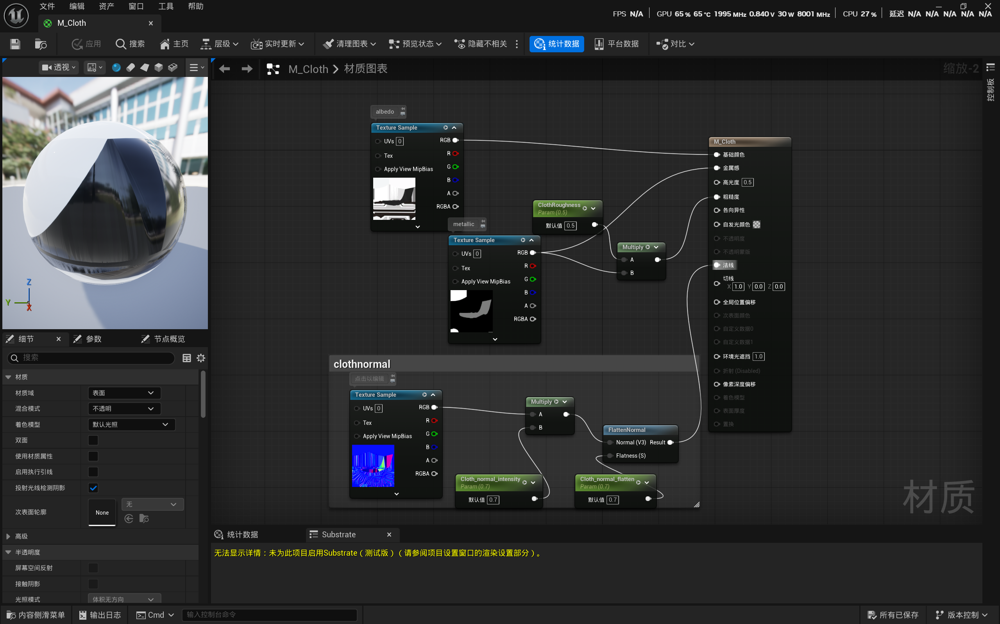 文件 编辑 资产 窗口 工具 帮助
FPS N/A GPU 65 % 65 °C 1995 MHz 0.840 V 30 W 8001 MHz CPU 27 % 延迟 N/A N/A N/A N/A N/A
M_Cloth
应用 搜索 主页 层级 实时更新 清理图表 预览状态 隐藏不相关 统计数据 平台数据 对比
透视
M_Cloth 材质图表
缩放-2
控制板
albedo
Texture Sample
UVs 0
Tex
Apply View MipBias
RGB
R
G
B
A
RGBA
metallic
Texture Sample
UVs 0
Tex
Apply View MipBias
RGB
R
G
B
A
RGBA
ClothRoughness
Param (0.5)
默认值 0.5
Multiply
A
B
M_Cloth
基础颜色
金属感
高光度 0.5
粗糙度
各向异性
自发光颜色
不透明度
不透明蒙版
法线
切线
X 1.0 Y 0.0 Z 0.0
全局位置偏移
次表面颜色
自定义数据0
自定义数据1
环境光遮挡 1.0
折射 (Disabled)
像素深度偏移
着色模型
表面厚度
置换
clothnormal
点击以编辑
Texture Sample
UVs 0
Tex
Apply View MipBias
RGB
R
G
B
A
RGBA
Multiply
A
B
FlattenNormal
Normal (V3) Result
Flatness (S)
Cloth_normal_intensity
Param (0.7)
默认值 0.7
Cloth_normal_flatten
Param (0.7)
默认值 0.7
材质
Z
Y
X
细节 参数 节点概览
搜索
材质
材质域 表面
混合模式 不透明
着色模型 默认光照
双面
使用材质属性
启用执行引线
投射光线检测阴影
次表面轮廓 None 无
高级
半透明度
屏幕空间反射
接触阴影
光照模式 体积无方向
统计数据 Substrate
无法显示详情：未为此项目启用Substrate（测试版）（请参阅项目设置窗口的渲染设置部分）。
内容侧滑菜单 输出日志 Cmd 输入控制台命令 所有已保存 版本控制